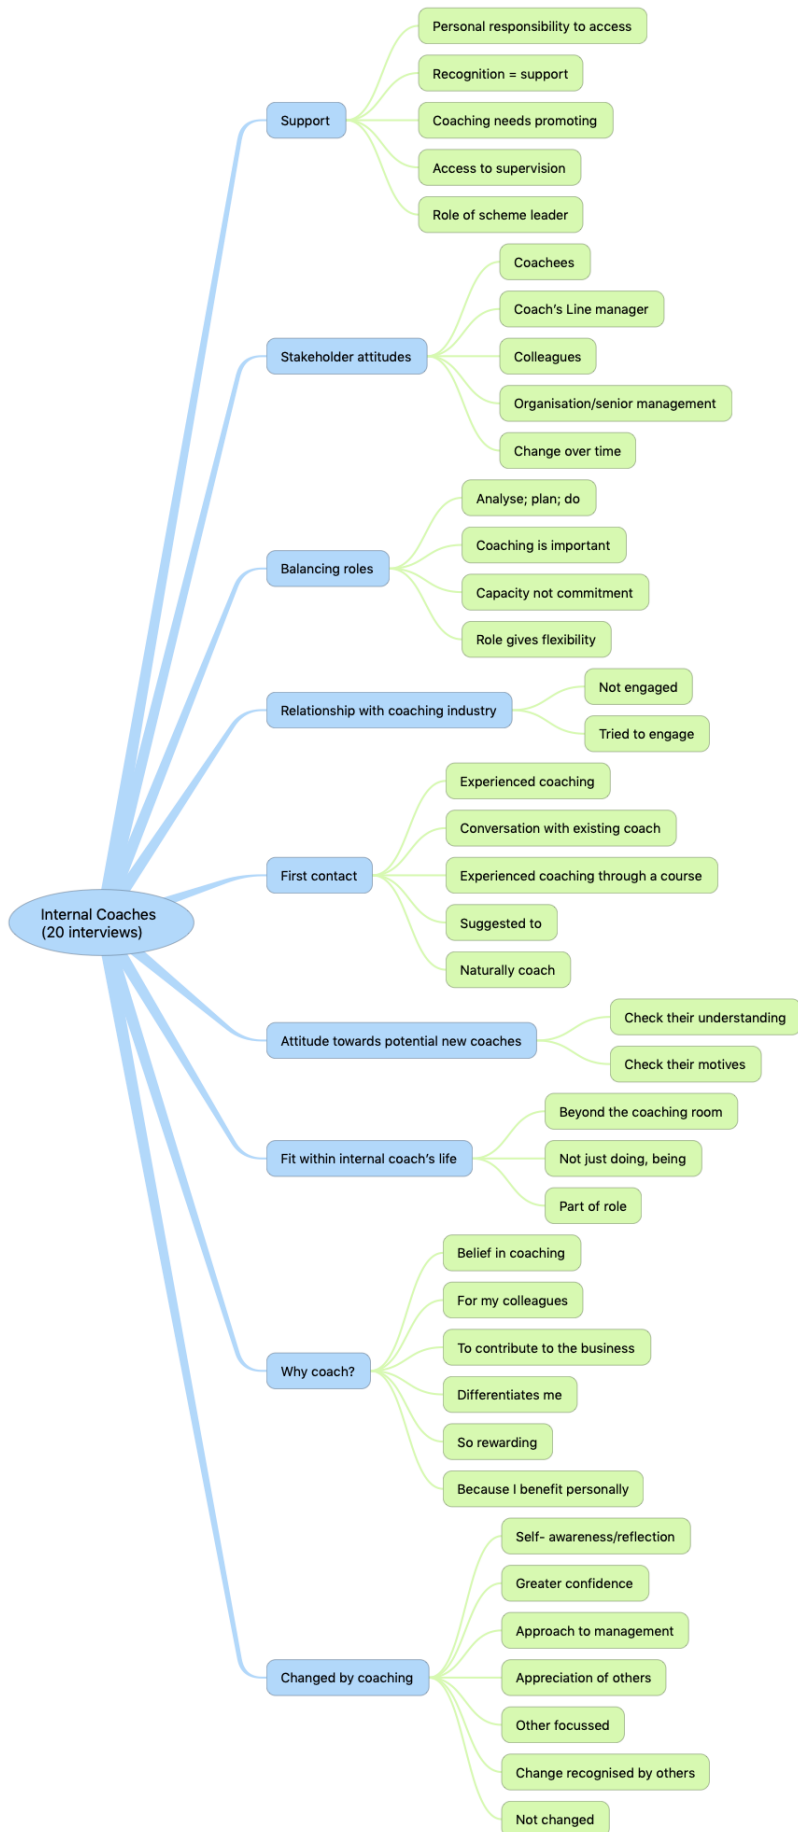 Personal responsibility to access
Recognition = support
Support
Coaching needs promoting
Access to supervision
Role of scheme leader
Coachees
Coach’s Line manager
Stakeholder attitudes
Colleagues
Organisation/senior management
Change over time
Analyse; plan; do
Coaching is important
Balancing roles
Capacity not commitment
Role gives flexibility
Not engaged
Relationship with coaching industry
Tried to engage
Experienced coaching
Conversation with existing coach
First contact
Experienced coaching through a course
Internal Coaches
(20 interviews)
Suggested to
Naturally coach
Check their understanding
Attitude towards potential new coaches
Check their motives
Beyond the coaching room
Fit within internal coach’s life
Not just doing, being
Part of role
Belief in coaching
For my colleagues
To contribute to the business
Why coach?
Differentiates me
So rewarding
Because I benefit personally
Self- awareness/reflection
Greater confidence
Approach to management
Changed by coaching
Appreciation of others
Other focussed
Change recognised by others
Not changed